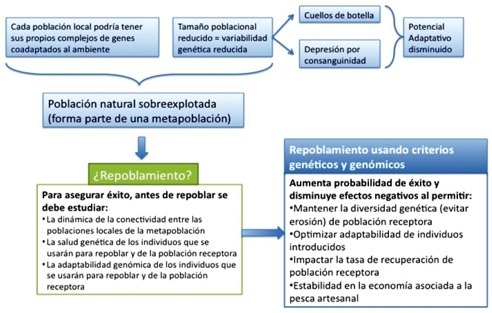 Cada población local podría tener
sus propios complejos de genes
coadaptados al ambiente
Tamaño poblacional
reducido = variabilidad
genética reducida
Cuellos de botella
Depresión por
consanguinidad
Potencial
Adaptativo
disminuido
Población natural sobreexplotada
(forma parte de una metapoblación)
¿Repoblamiento?
Para asegurar éxito, antes de repoblar se
debe estudiar:
•La dinámica de la conectividad entre las
poblaciones locales de la metapoblación
•La salud genética de los individuos que se
usarán para repoblar y de la población receptora
•La adaptabilidad genómica de los individuos que
se usarán para repoblar y de la población
receptora
Repoblamiento usando criterios
genéticos y genómicos
Aumenta probabilidad de éxito y
disminuye efectos negativos al permitir:
•Mantener la diversidad genética (evitar
erosión) de población receptora
•Optimizar adaptabilidad de individuos
introducidos
•Impactar la tasa de recuperación de
población receptora
•Estabilidad en la economía asociada a la
pesca artesanal